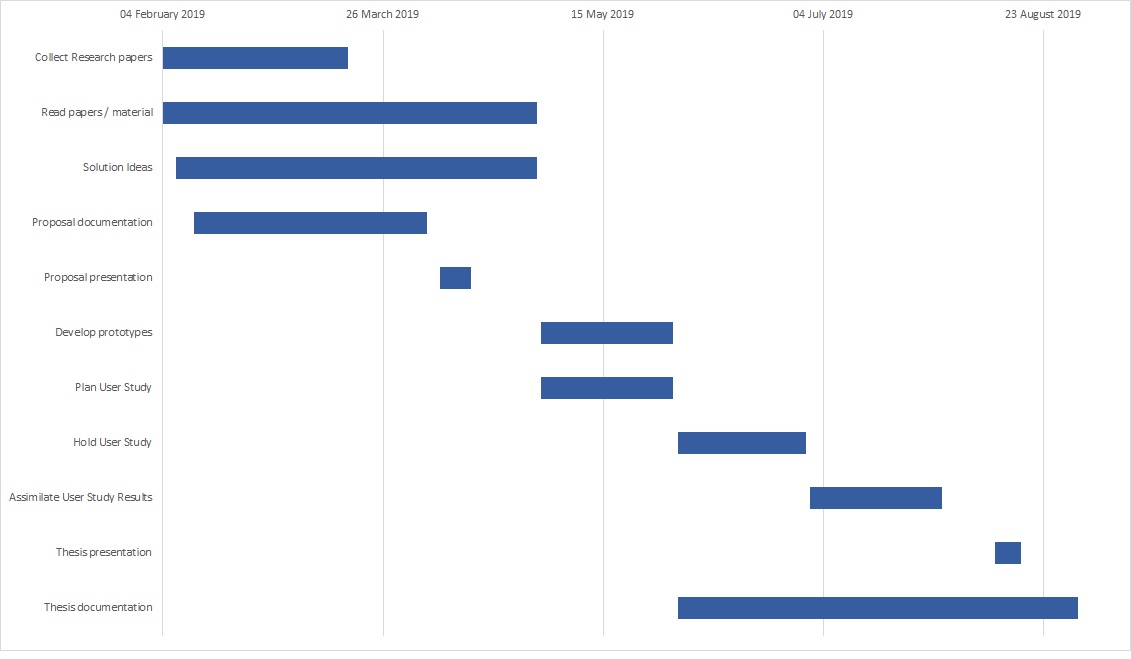 04 February 2019 26 March 2019 15 May 2019 04 July 2019 23 August 2019
Collect Research papers
Read papers / material
Solution Ideas
Proposal documentation
Proposal presentation
Develop prototypes
Plan User Study
Hold User Study
Assimilate User Study Results
Thesis presentation
Thesis documentation